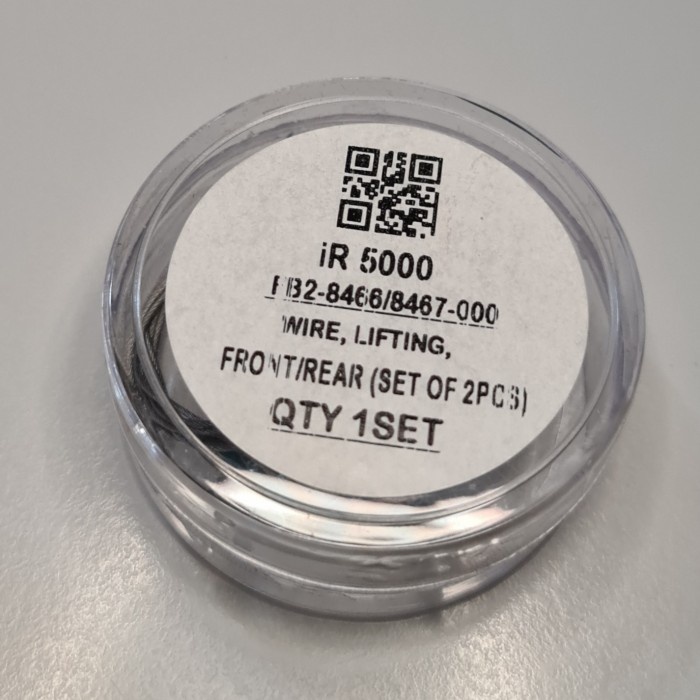 iR 5000
FB2-8466/8467-000
WIRE, LIFTING,
FRONT/REAR (SET OF 2PCS)
QTY 1SET